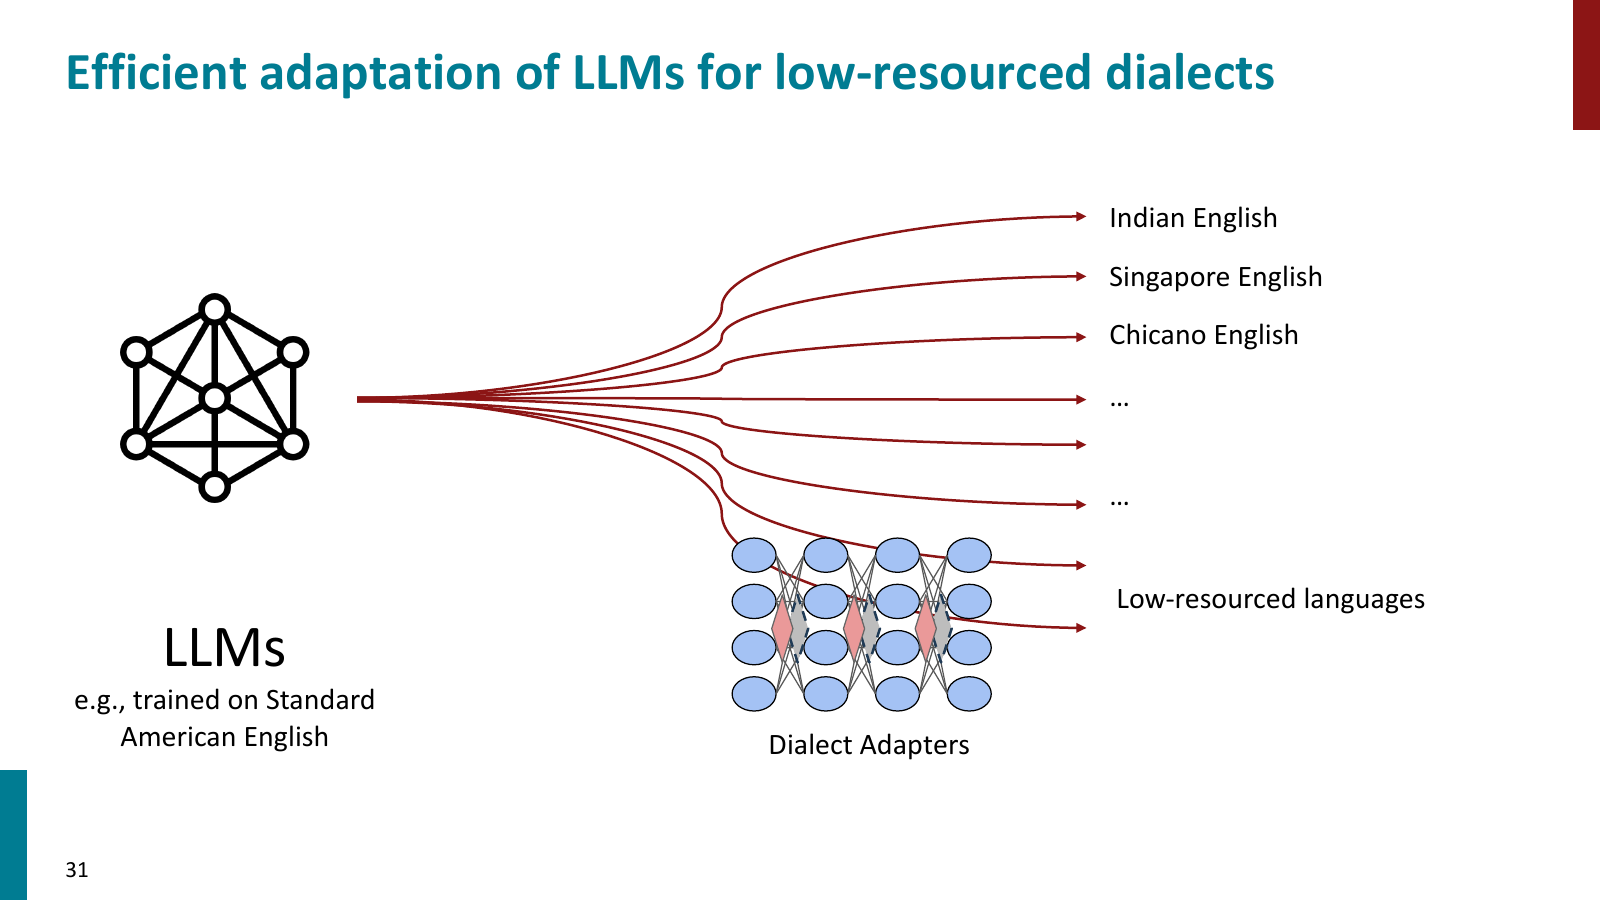 Efficient adaptation of LLMs for low-resourced dialects
Indian English
Singapore English
Chicano English
...
...
Low-resourced languages
LLMs
e.g., trained on Standard
American English
Dialect Adapters
31